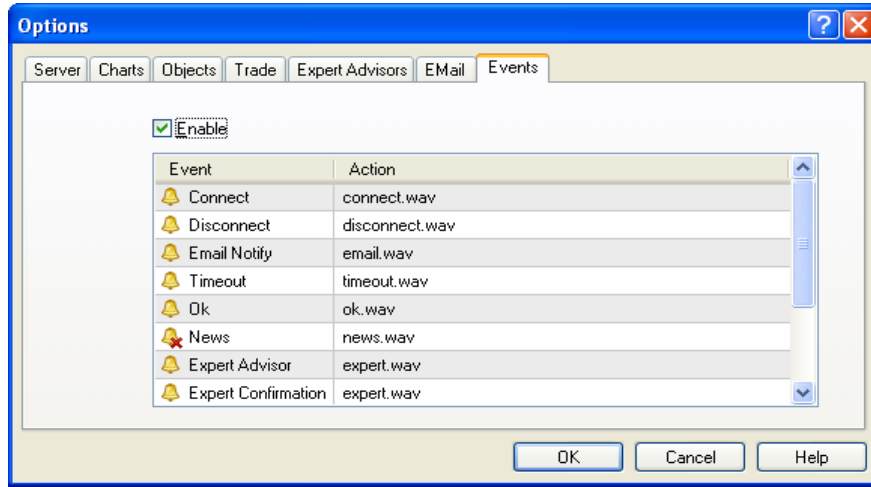 Options
Server Charts Objects Trade Expert Advisors EMail Events
Enable
Event Action
Connect connect.wav
Disconnect disconnect.wav
Email Notify email.wav
Timeout timeout.wav
Ok ok.wav
News news.wav
Expert Advisor expert.wav
Expert Confirmation expert.wav
OK Cancel Help